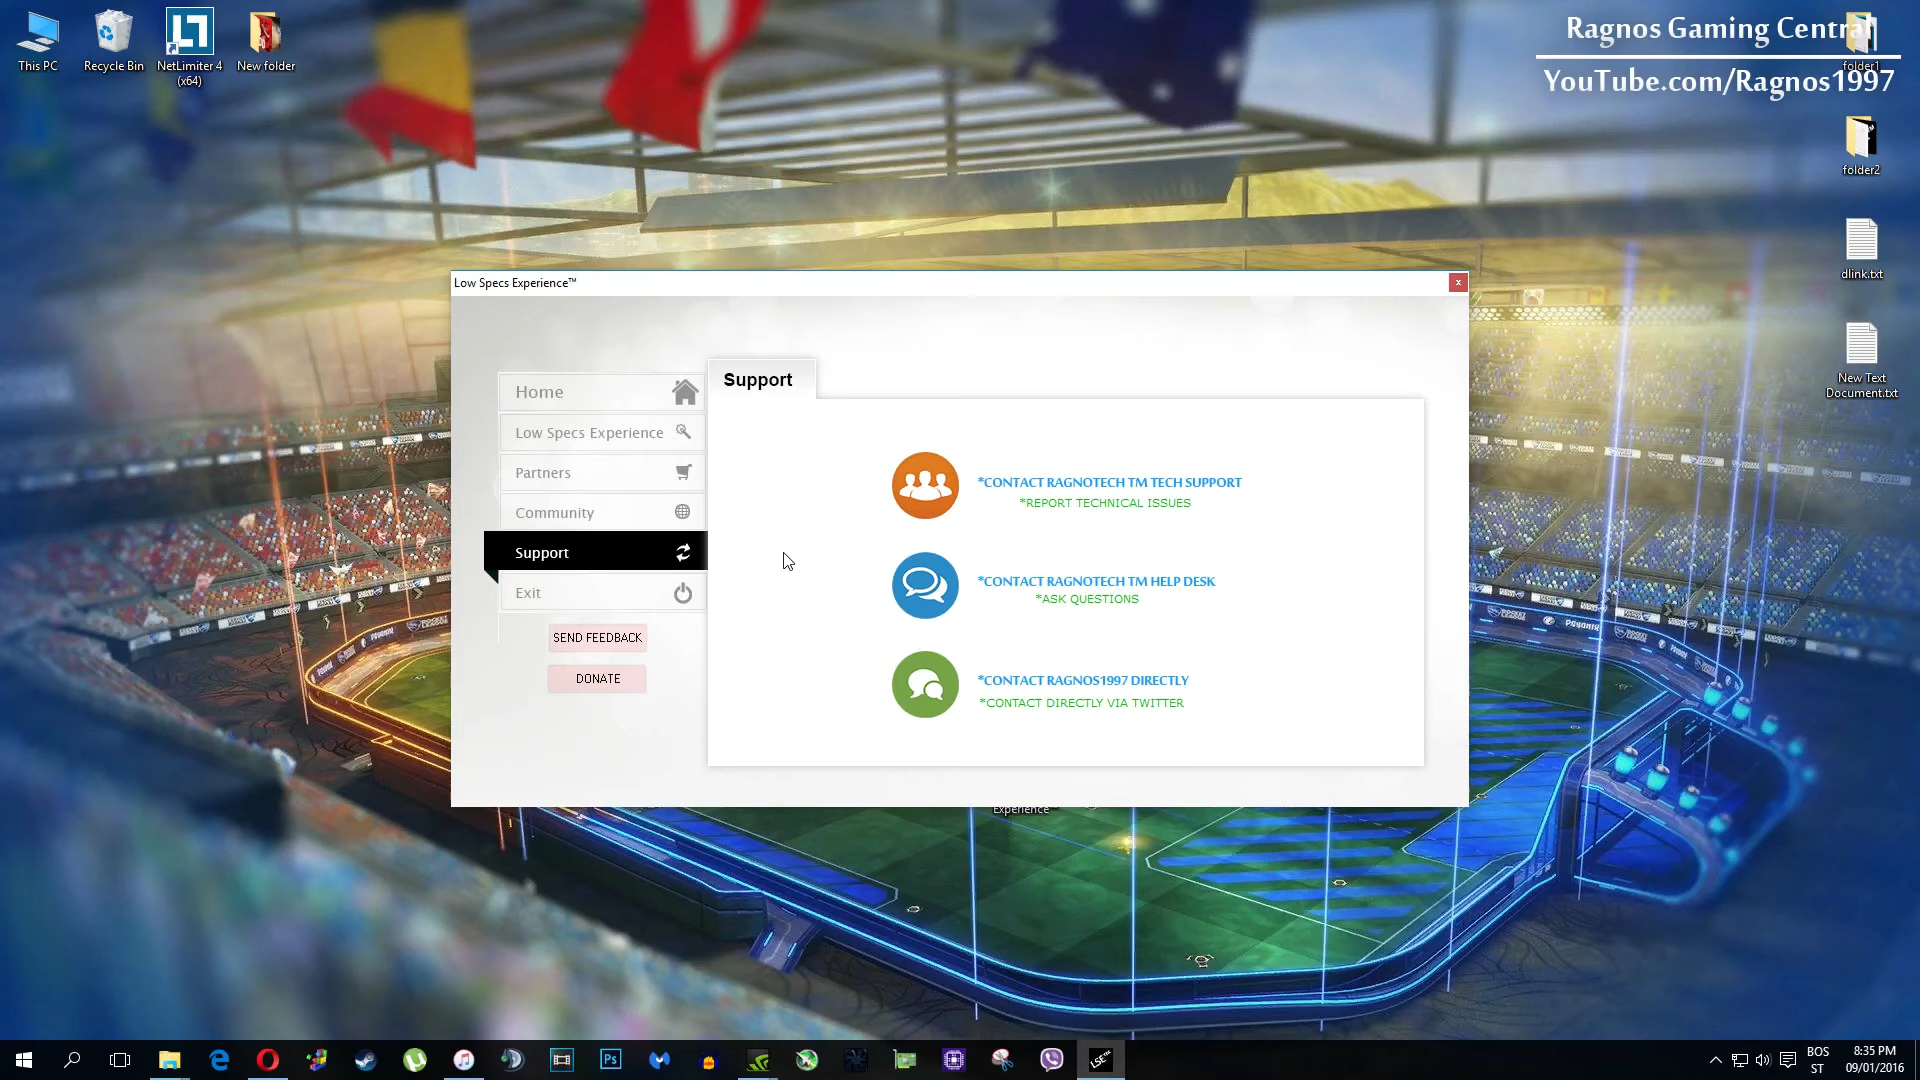 This PC
Recycle Bin
NetLimiter 4
(x64)
New folder
Ragnos Gaming Central
YouTube.com/Ragnos1997
folder1
folder2
dlink.txt
New Text
Document.txt
Low Specs Experience™
x
Home
Low Specs Experience
Partners
Community
Support
Exit
SEND FEEDBACK
DONATE
Support
*CONTACT RAGNOTECH TM TECH SUPPORT
*REPORT TECHNICAL ISSUES
*CONTACT RAGNOTECH TM HELP DESK
*ASK QUESTIONS
*CONTACT RAGNOS1997 DIRECTLY
*CONTACT DIRECTLY VIA TWITTER
Experience
Ps
LSE™
BOS
ST
8:35 PM
09/01/2016